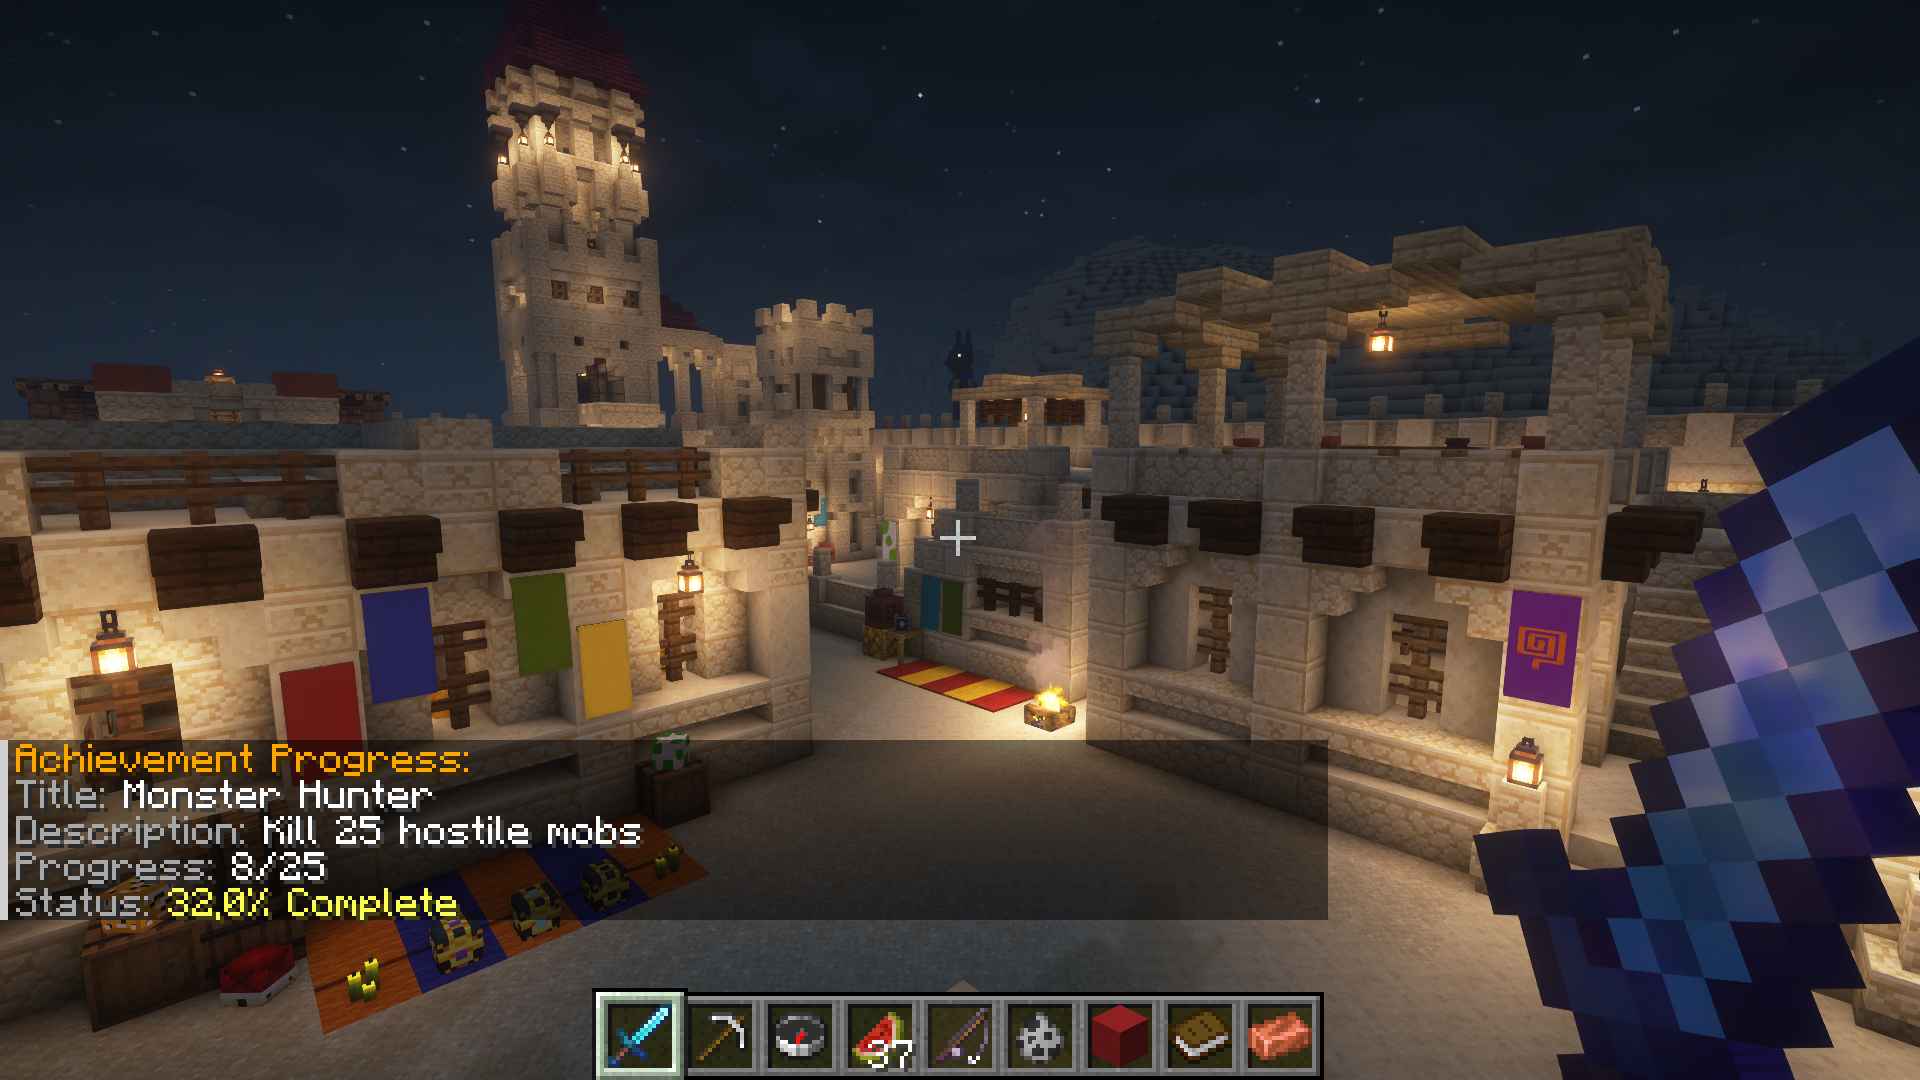 Achievement Progress:
Title: Monster Hunter
Description: Kill 25 hostile mobs
Progress: 8/25
Status: 32,0% Complete
37